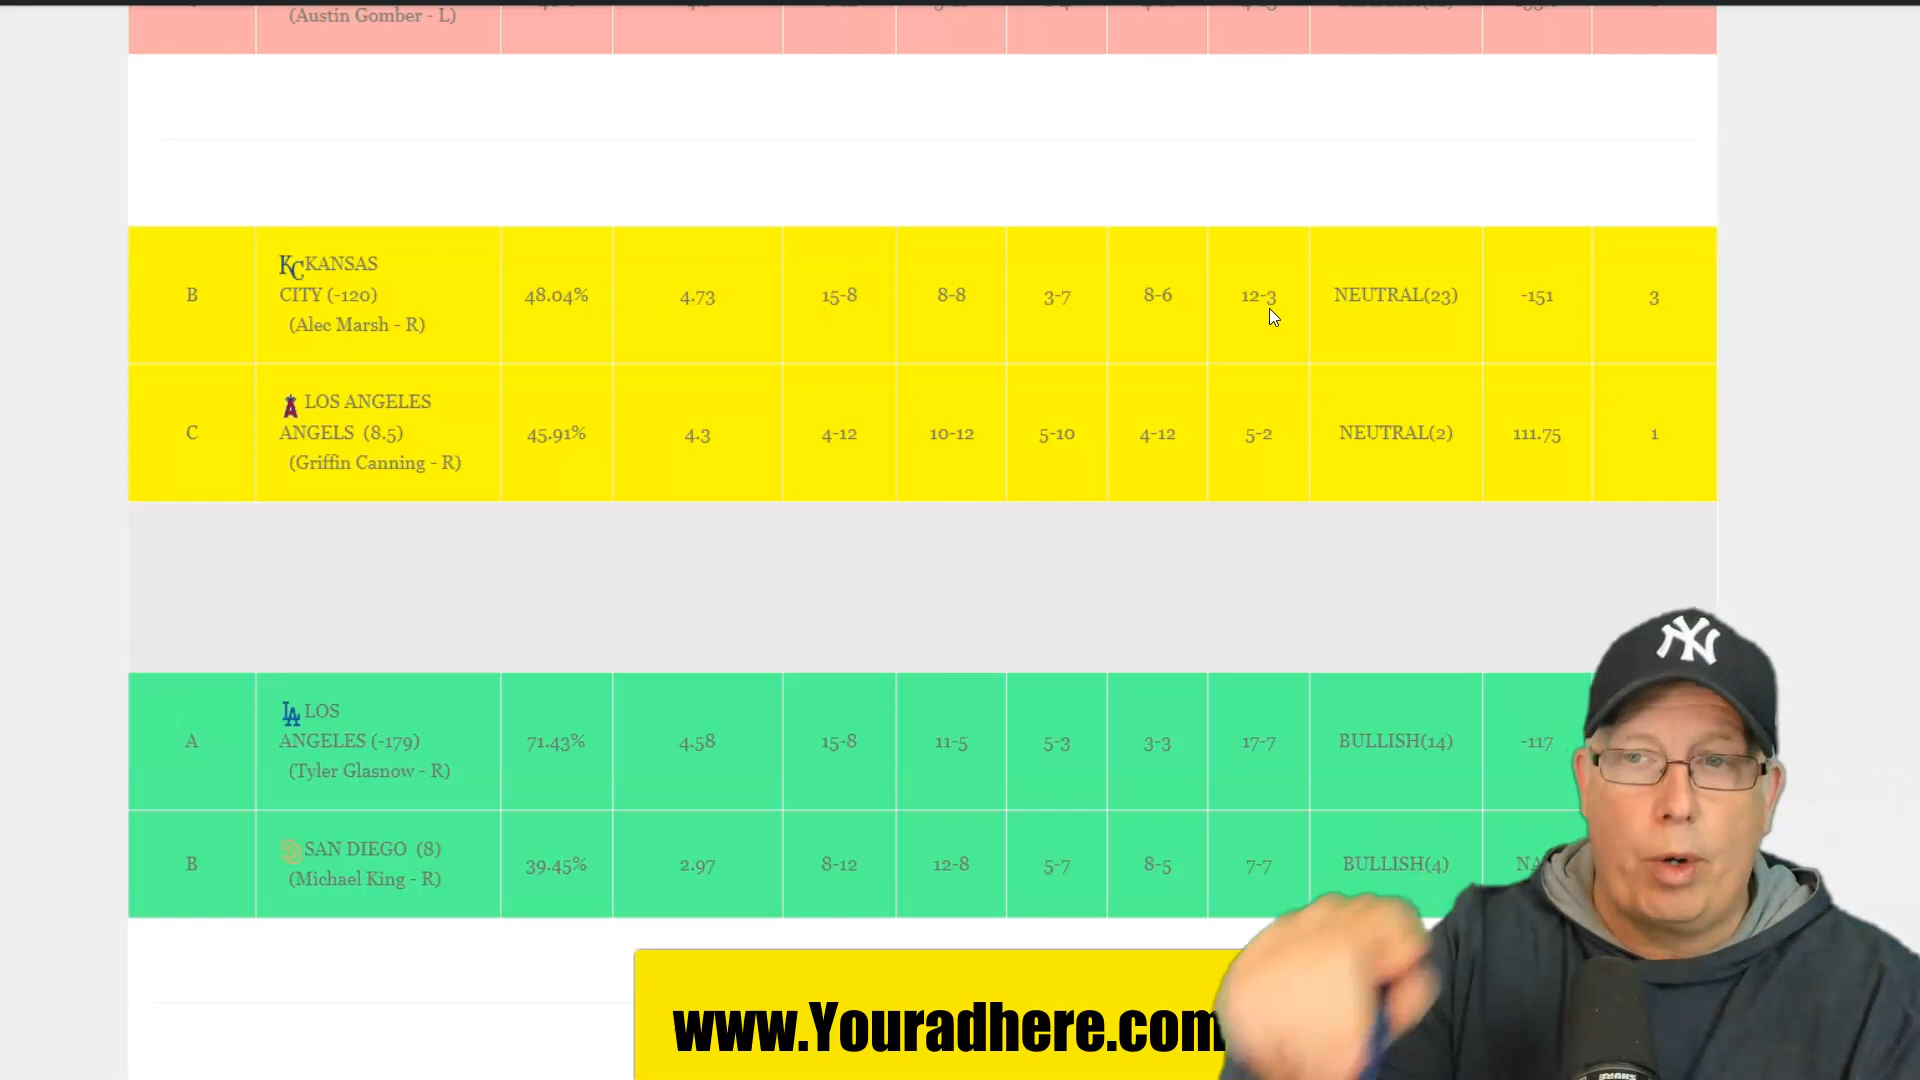 (Austin Gomber - L)
KC KANSAS
B CITY (-120) 48.04% 4.73 15-8 8-8 3-7 8-6 12-3 NEUTRAL(23) -151 3
(Alec Marsh - R)
A LOS ANGELES
C ANGELS (8.5) 45.91% 4.3 4-12 10-12 5-10 4-12 5-2 NEUTRAL(2) 111.75 1
(Griffin Canning - R)
LA LOS
A ANGELES (-179) 71.43% 4.58 15-8 11-5 5-3 3-3 17-7 BULLISH(14) -117
(Tyler Glasnow - R)
SD SAN DIEGO (8)
B 39.45% 2.97 8-12 12-8 5-7 8-5 7-7 BULLISH(4) NA
(Michael King - R)
NY
www.Youradhere.com
SHURE